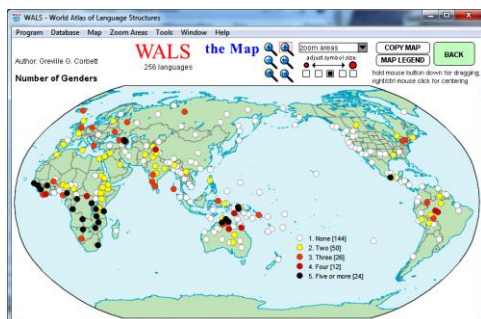 WALS - World Atlas of Language Structures
Program Database Map Zoom Areas Tools Window Help
Author: Greville G. Corbett
WALS the Map
256 languages
zoom areas
adjust symbol size
COPY MAP
MAP LEGEND
BACK
hold mouse button down for dragging,
right/ctrl mouse click for centering
Number of Genders
1. None [144]
2. Two [50]
3. Three [26]
4. Four [12]
5. Five or more [24]